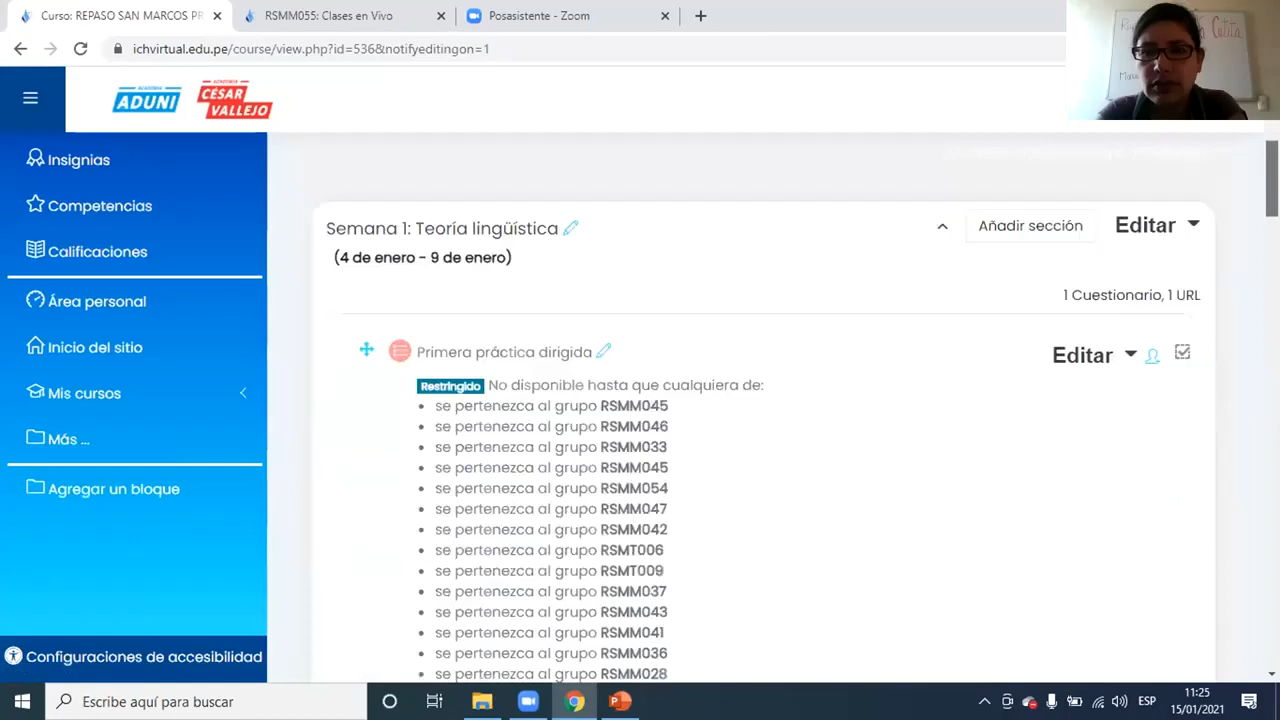 Curso: REPASO SAN MARCOS PR
RSMM055: Clases en Vivo
Posasistente - Zoom
ichvirtual.edu.pe/course/view.php?id=536&notifyeditingon=1
ACADEMIA
ADUNI
ACADEMIA
CÉSAR
VALLEJO
Insignias
Competencias
Calificaciones
Área personal
Inicio del sitio
Mis cursos
Más ...
Agregar un bloque
Configuraciones de accesibilidad
Semana 1: Teoría lingüística
Añadir sección
Editar
(4 de enero - 9 de enero)
1 Cuestionario, 1 URL
Primera práctica dirigida
Editar
Restringido No disponible hasta que cualquiera de:
• se pertenezca al grupo RSMM045
• se pertenezca al grupo RSMM046
• se pertenezca al grupo RSMM033
• se pertenezca al grupo RSMM045
• se pertenezca al grupo RSMM054
• se pertenezca al grupo RSMM047
• se pertenezca al grupo RSMM042
• se pertenezca al grupo RSMT006
• se pertenezca al grupo RSMT009
• se pertenezca al grupo RSMM037
• se pertenezca al grupo RSMM043
• se pertenezca al grupo RSMM041
• se pertenezca al grupo RSMM036
• se pertenezca al grupo RSMM028
Escribe aquí para buscar
ESP
11:25
15/01/2021